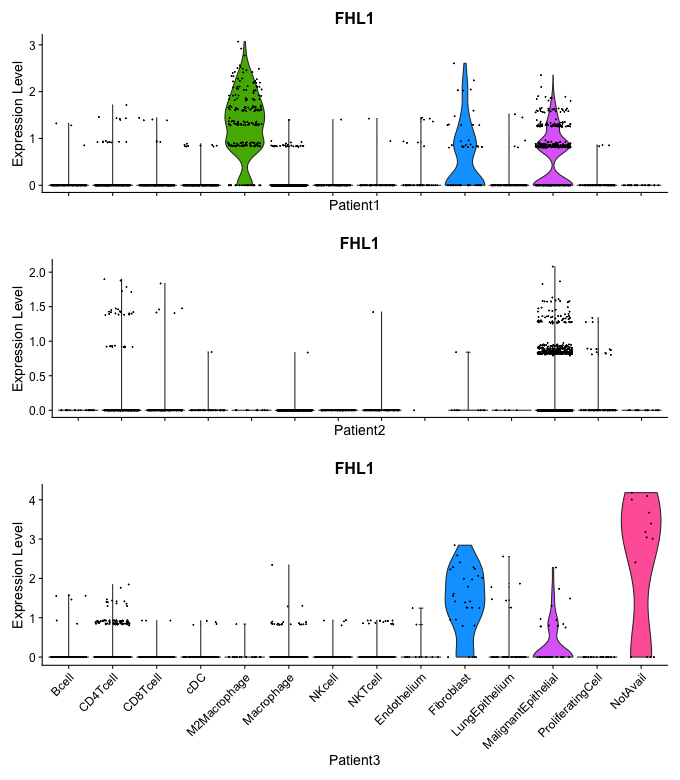 FHL1
Expression Level
3
2
1
0
Patient1
FHL1
Expression Level
2.0
1.5
1.0
0.5
0.0
Patient2
FHL1
Expression Level
4
3
2
1
0
Bcell
CD4Tcell
CD8Tcell
cDC
M2Macrophage
Macrophage
NKcell
NKTcell
Endothelium
Fibroblast
LungEpithelium
MalignantEpithelial
ProliferatingCell
NotAvail
Patient3